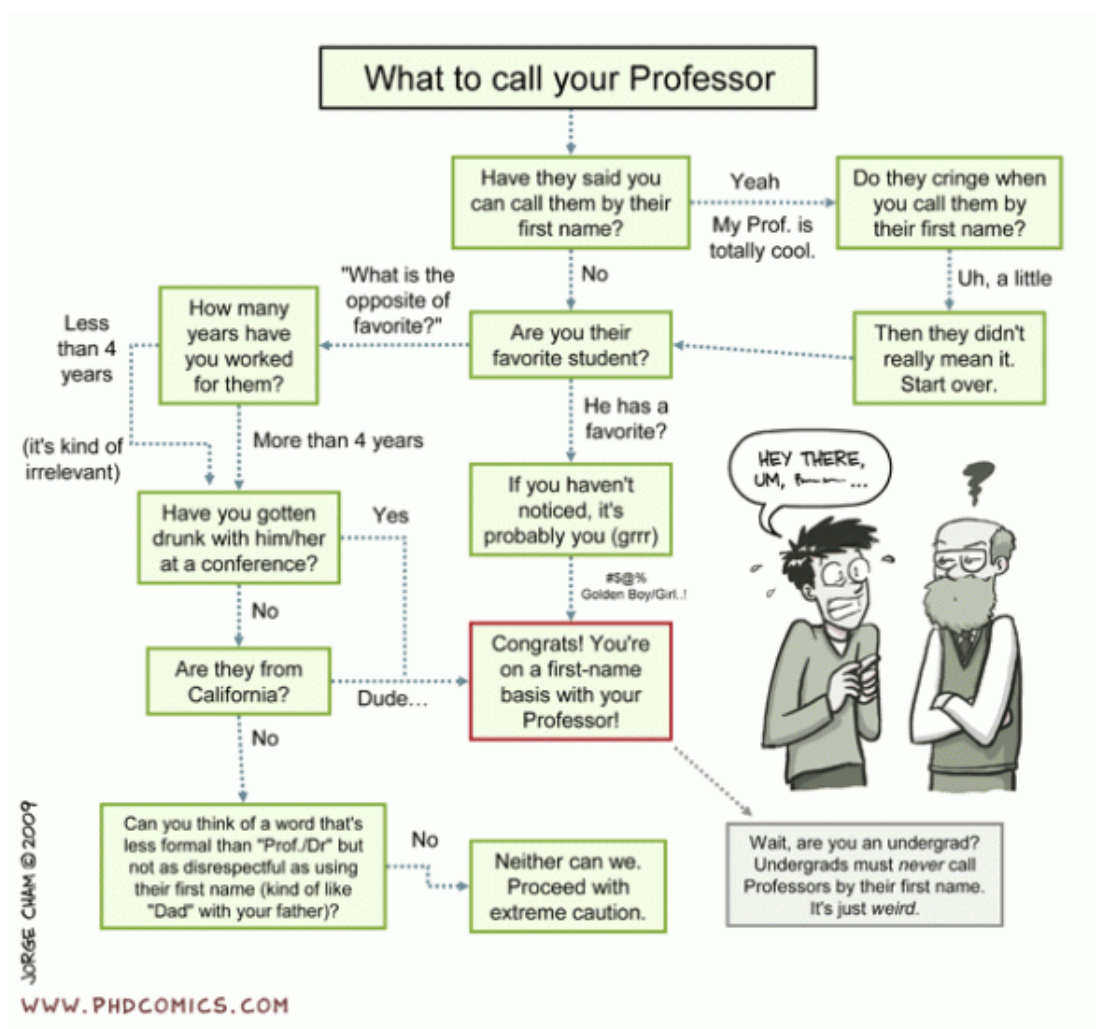 What to call your Professor
Have they said you
can call them by their
first name?
Yeah
My Prof. is
totally cool.
Do they cringe when
you call them by
their first name?
No
Uh, a little
"What is the
opposite of
favorite?"
How many
years have
you worked
for them?
Less
than 4
years
Are you their
favorite student?
Then they didn't
really mean it.
Start over.
He has a
favorite?
(it's kind of
irrelevant)
More than 4 years
HEY THERE,
UM,
...
If you haven't
noticed, it's
probably you (grrr)
Have you gotten
drunk with him/her
at a conference?
Yes
#$@%
Golden Boy/Girl..!
No
Congrats! You're
on a first-name
basis with your
Professor!
Are they from
California?
Dude...
No
Can you think of a word that's
less formal than "Prof./Dr" but
not as disrespectful as using
their first name (kind of like
"Dad" with your father)?
No
Neither can we.
Proceed with
extreme caution.
Wait, are you an undergrad?
Undergrads must never call
Professors by their first name.
It's just weird.
JORGE CHAM © 2009
WWW.PHDCOMICS.COM